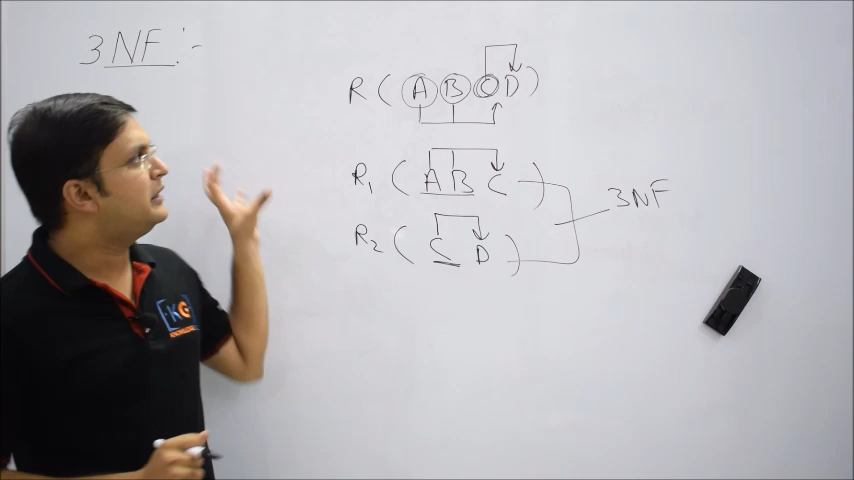 3NF :-
R ( A B C D )
R1 ( A B C )
3NF
R2 ( C D )
KG